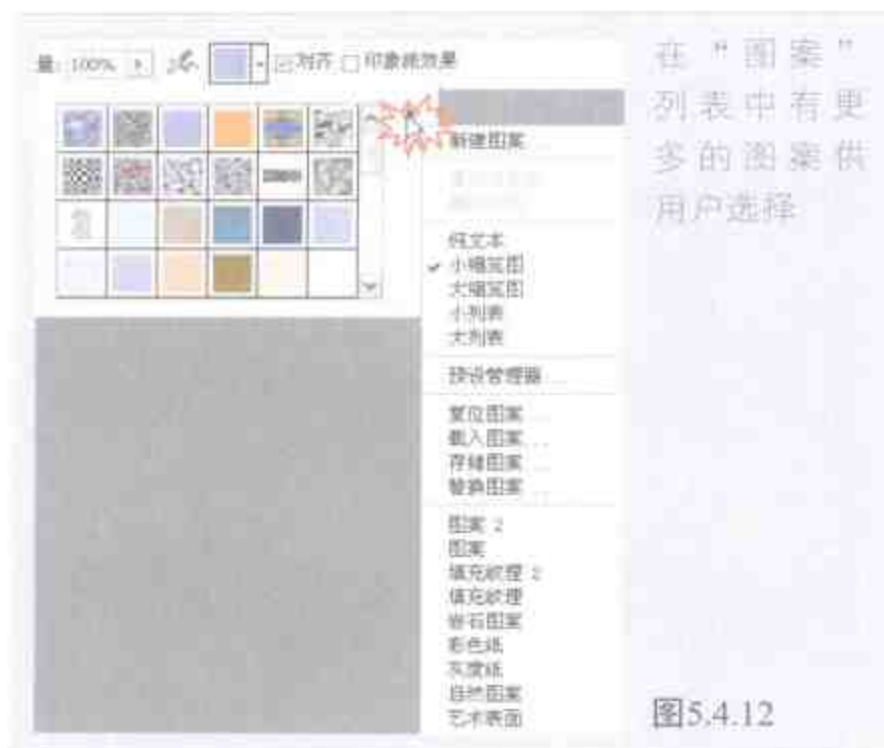 量: 100% 对齐 印象派效果
新建图案
纯文本
小缩览图
大缩览图
小列表
大列表
预设管理器...
复位图案...
载入图案...
存储图案...
替换图案...
图案 2
图案
填充纹理 2
填充纹理
岩石图案
彩色纸
灰度纸
自然图案
艺术表面
在“图案”
列表中有更
多的图案供
用户选择
图5.4.12